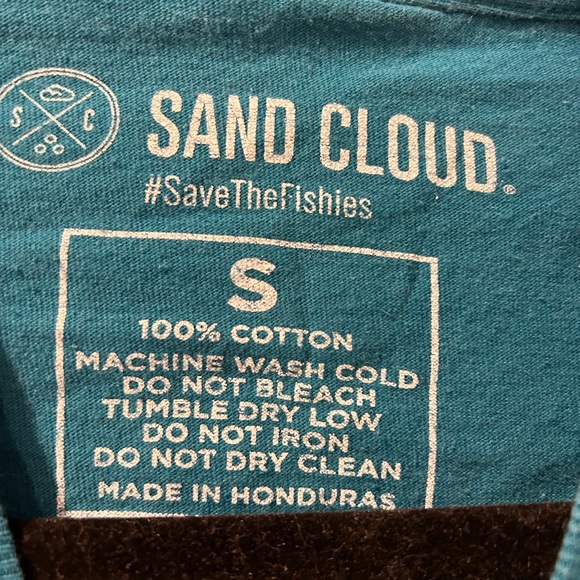 S C
SAND CLOUD®
#SaveTheFishies
S
100% COTTON
MACHINE WASH COLD
DO NOT BLEACH
TUMBLE DRY LOW
DO NOT IRON
DO NOT DRY CLEAN
MADE IN HONDURAS